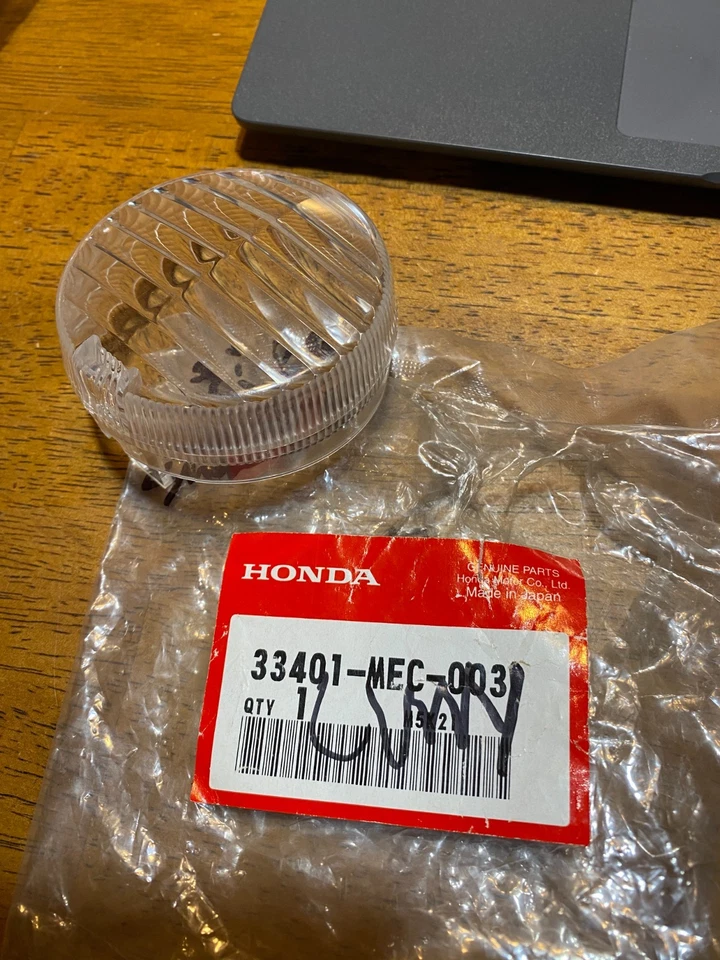 HONDA
GENUINE PARTS
Honda Motor Co., Ltd.
Made in Japan
33401-MEC-003
QTY 1